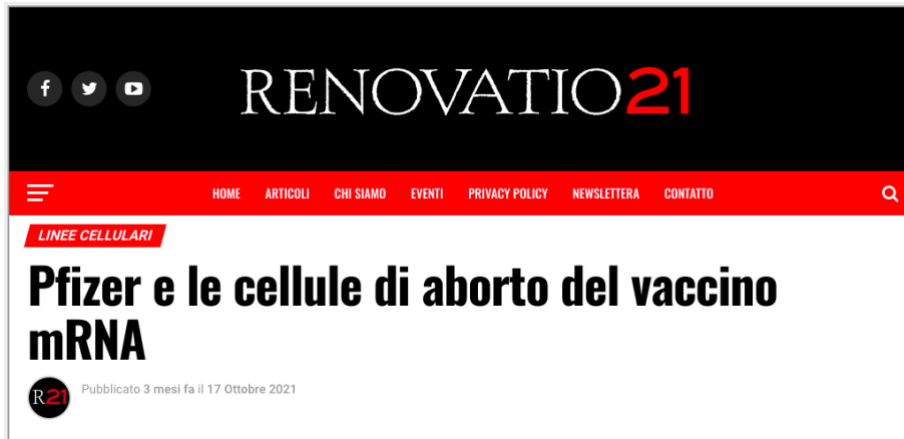 RENOVATIO21
HOME ARTICOLI CHI SIAMO EVENTI PRIVACY POLICY NEWSLETTERA CONTATTO
LINEE CELLULARI
Pfizer e le cellule di aborto del vaccino
mRNA
R21
Pubblicato 3 mesi fa il 17 Ottobre 2021